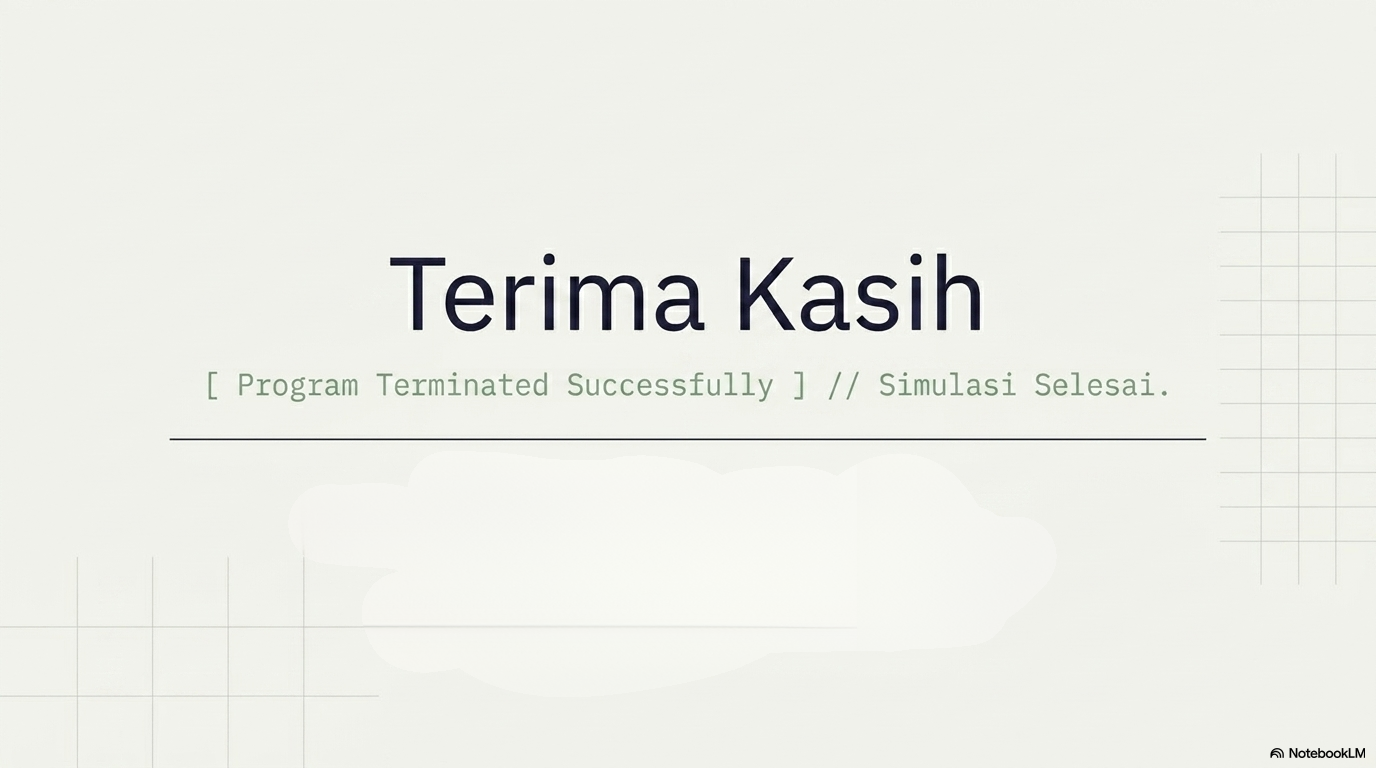 Terima Kasih
[ Program Terminated Successfully ] // Simulasi Selesai.
NotebookLM